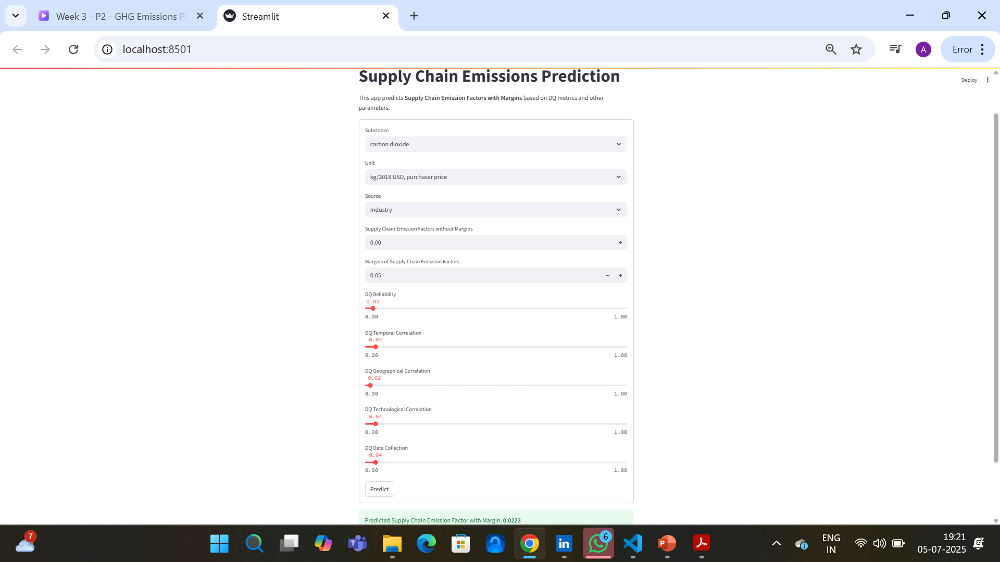 Week 3 - P2 - GHG Emissions P
Streamlit
localhost:8501
A
Error
Supply Chain Emissions Prediction
Deploy
This app predicts Supply Chain Emission Factors with Margins based on DQ metrics and other
parameters.
Substance
carbon dioxide
Unit
kg/2018 USD, purchaser price
Source
Industry
Supply Chain Emission Factors without Margins
0.00
Margins of Supply Chain Emission Factors
0.05
DQ Reliability
0.03
0.00 1.00
DQ Temporal Correlation
0.04
0.00 1.00
DQ Geographical Correlation
0.02
0.00 1.00
DQ Technological Correlation
0.04
0.00 1.00
DQ Data Collection
0.04
0.00 1.00
Predict
Predicted Supply Chain Emission Factor with Margin: 0.0223
7
6
ENG
IN
19:21
05-07-2025